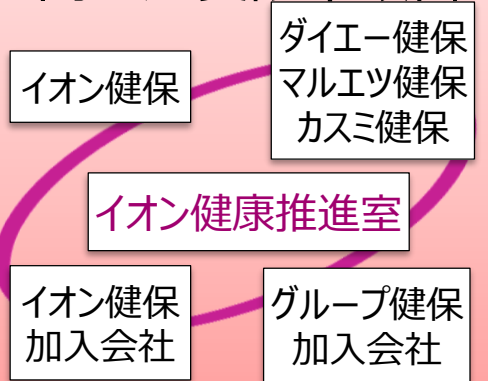 イオン健保
ダイエー健保
マルエツ健保
カスミ健保
イオン健康推進室
イオン健保
加入会社
グループ健保
加入会社